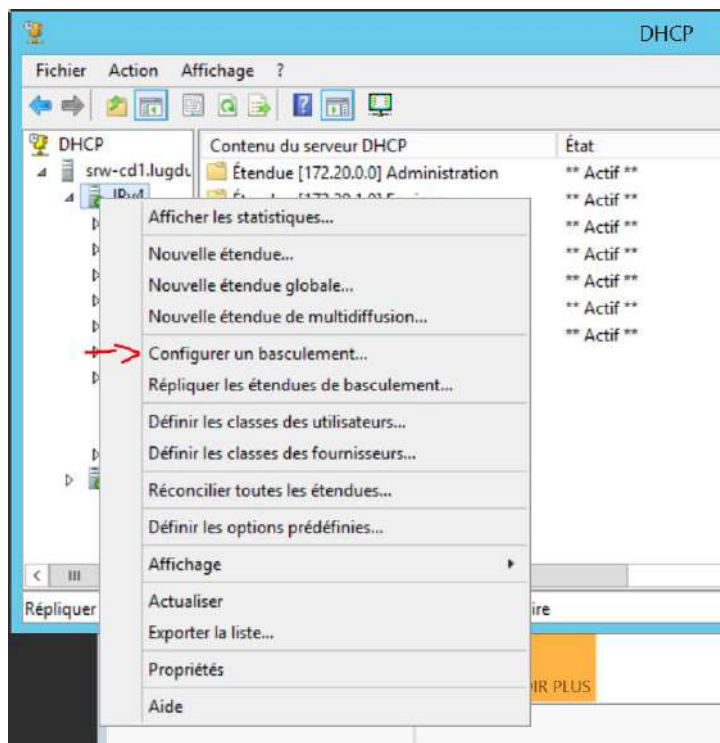 DHCP
Fichier Action Affichage ?
DHCP
Contenu du serveur DHCP
État
srw-cd1.lugdu
Étendue [172.20.0.0] Administration
** Actif **
IPv4
** Actif **
** Actif **
** Actif **
** Actif **
** Actif **
** Actif **
Afficher les statistiques...
Nouvelle étendue...
Nouvelle étendue globale...
Nouvelle étendue de multidiffusion...
Configurer un basculement...
Répliquer les étendues de basculement...
Définir les classes des utilisateurs...
Définir les classes des fournisseurs...
Réconcilier toutes les étendues...
Définir les options prédéfinies...
Affichage
Actualiser
Exporter la liste...
Propriétés
Aide
Répliquer
ire
IR PLUS